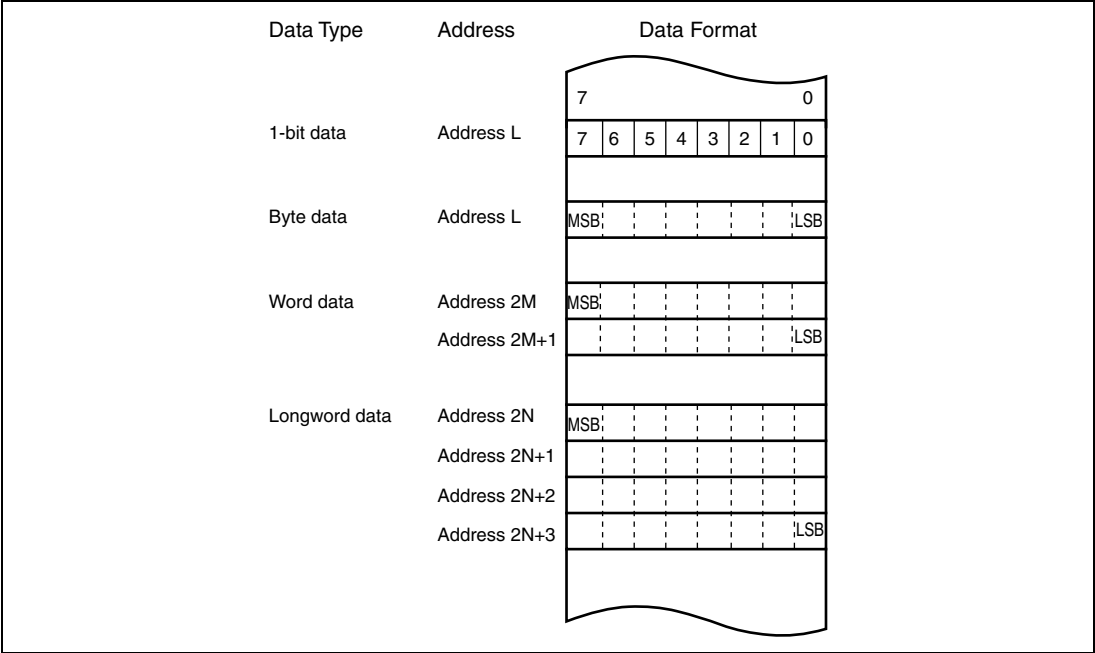 Data Type Address Data Format
7 0
1-bit data Address L 7 6 5 4 3 2 1 0
Byte data Address L MSB LSB
Word data Address 2M MSB
Address 2M+1 LSB
Longword data Address 2N MSB
Address 2N+1
Address 2N+2
Address 2N+3 LSB